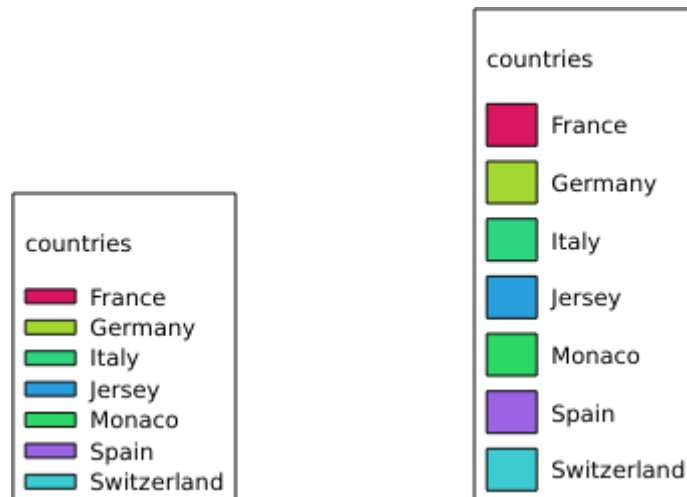 countries
France
Germany
Italy
Jersey
Monaco
Spain
Switzerland
countries
France
Germany
Italy
Jersey
Monaco
Spain
Switzerland